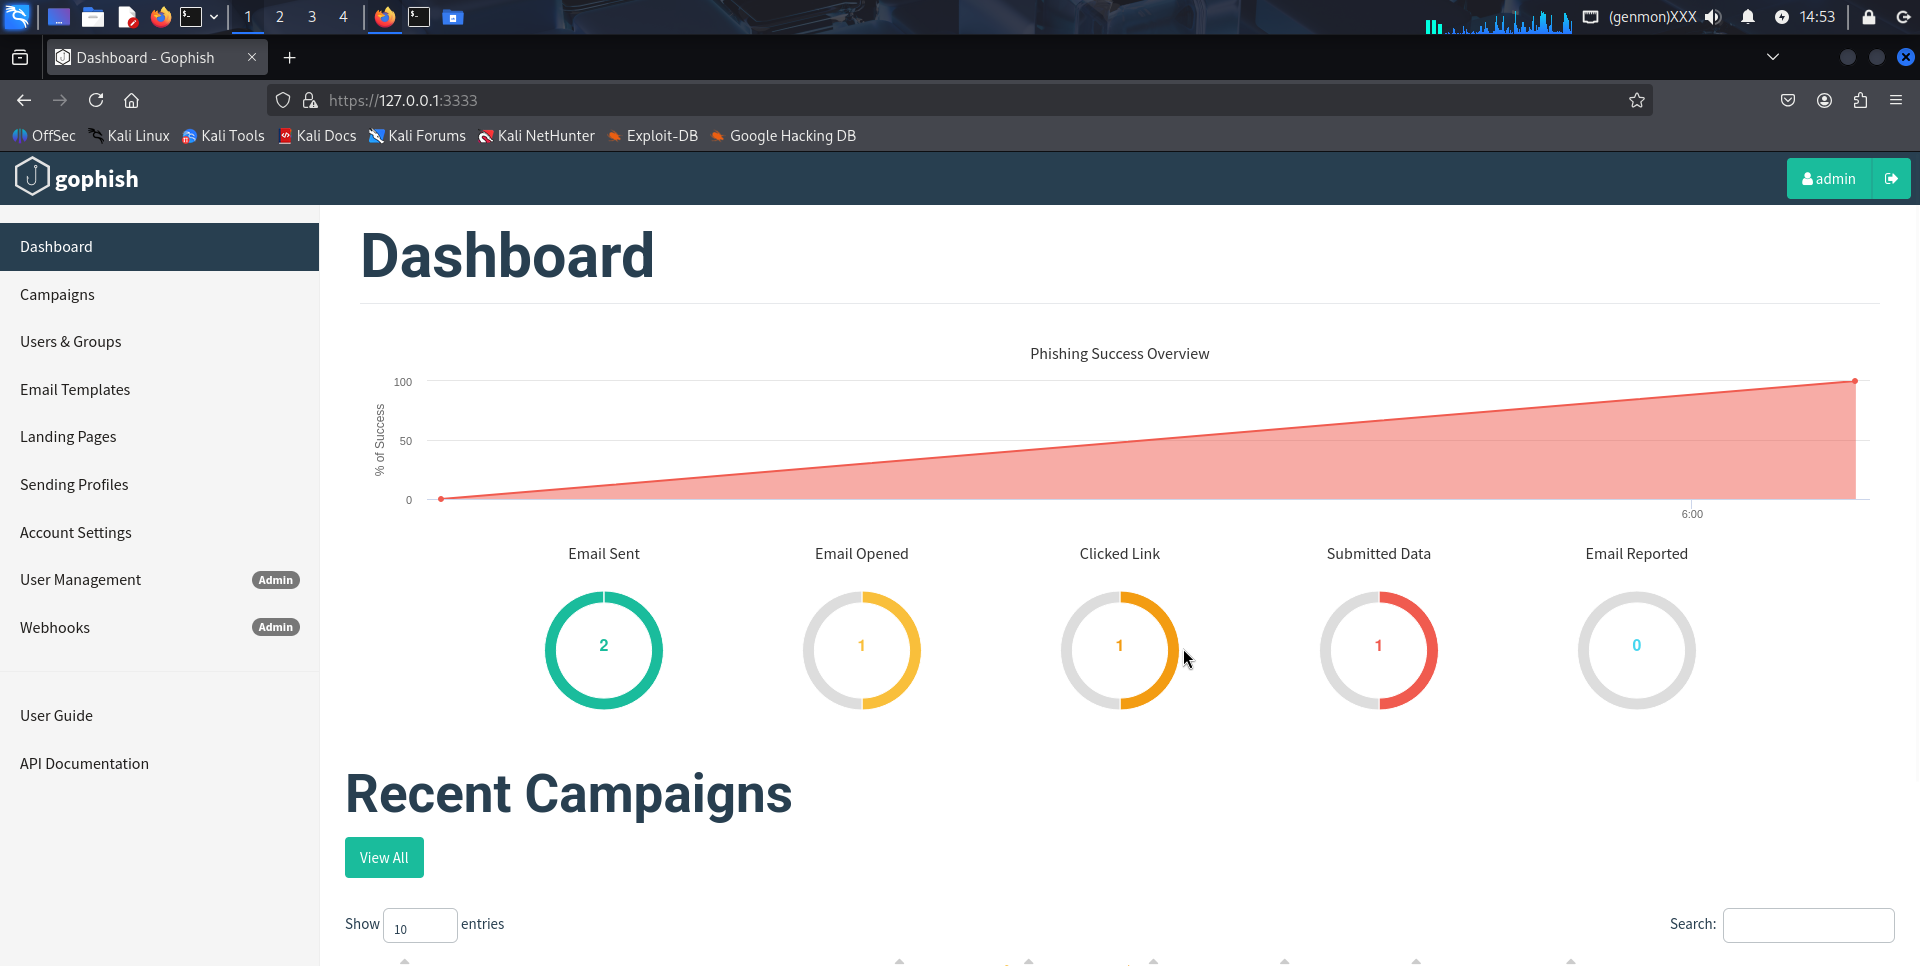 1 2 3 4 (genmon)XXX 14:53
Dashboard - Gophish
https://127.0.0.1:3333
OffSec Kali Linux Kali Tools Kali Docs Kali Forums Kali NetHunter Exploit-DB Google Hacking DB
gophish
admin
Dashboard
Campaigns
Users & Groups
Email Templates
Landing Pages
Sending Profiles
Account Settings
User Management Admin
Webhooks Admin
User Guide
API Documentation
Dashboard
Phishing Success Overview
% of Success
100
50
0
6:00
Email Sent Email Opened Clicked Link Submitted Data Email Reported
2 1 1 1 0
Recent Campaigns
View All
Show 10 entries Search: